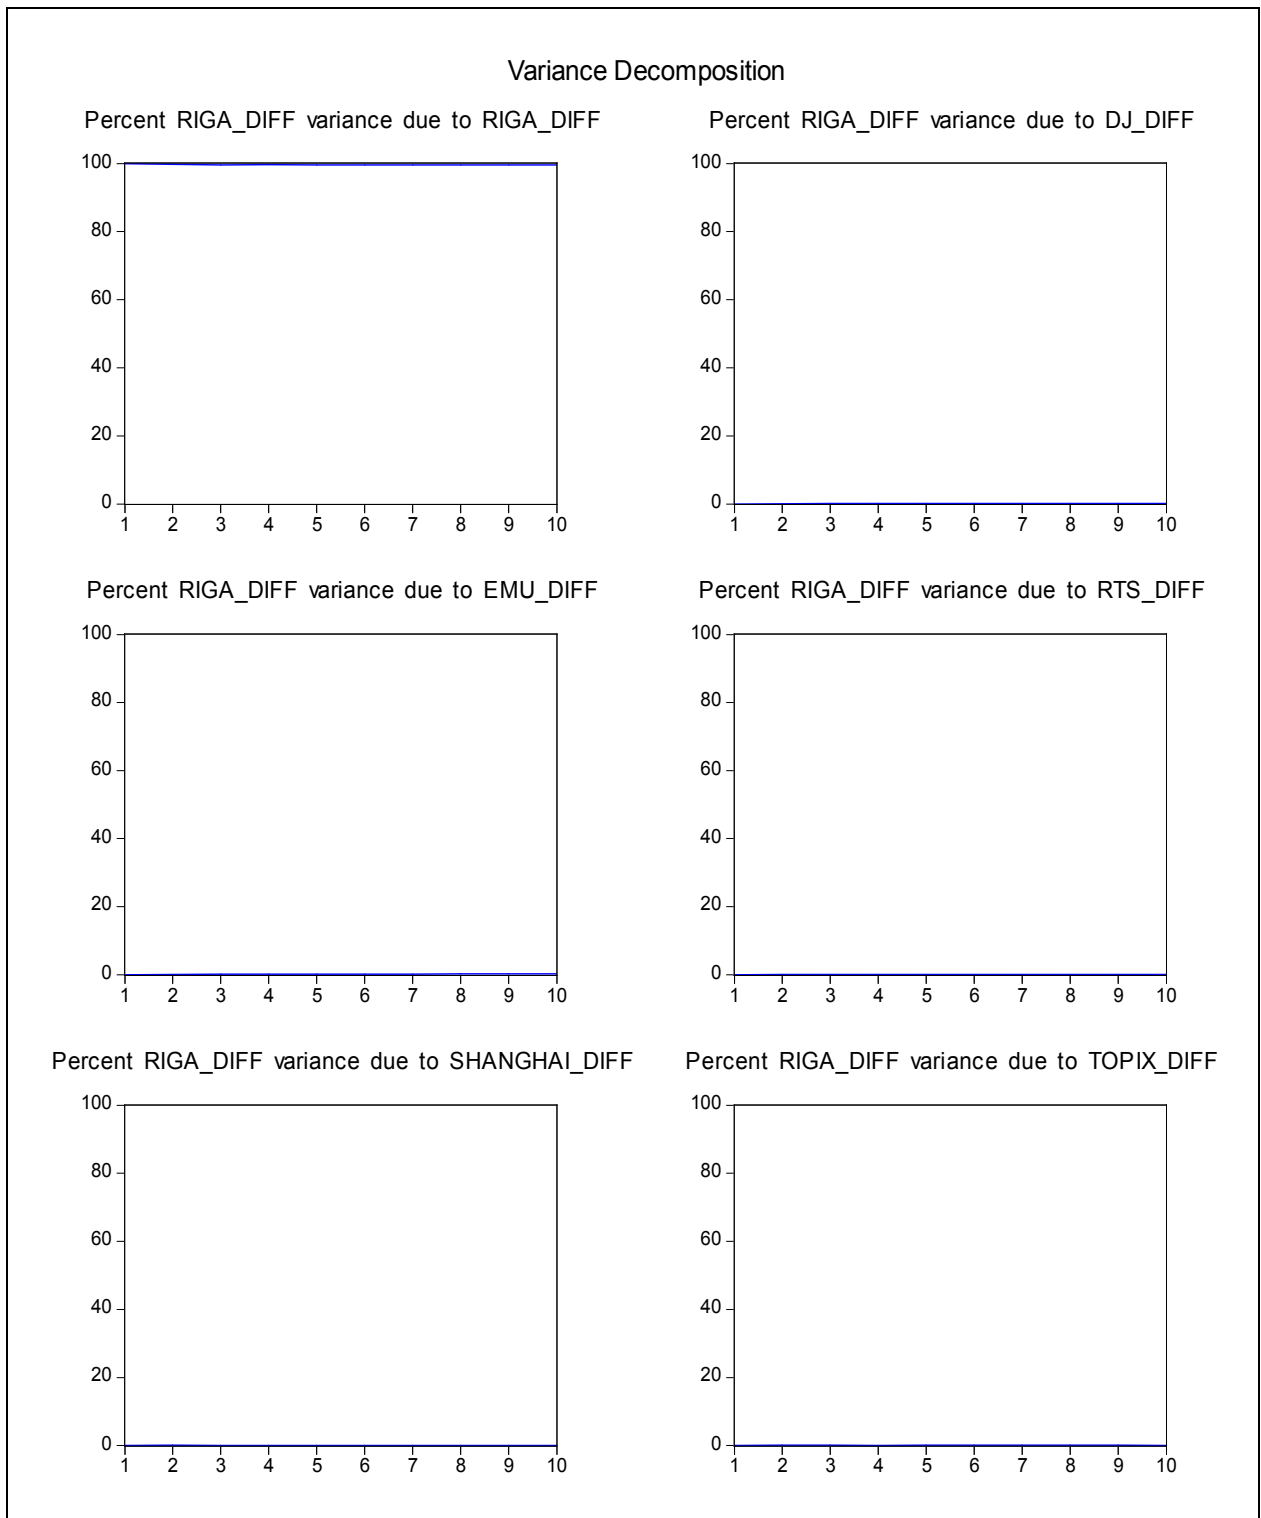 Variance Decomposition
Percent RIGA_DIFF variance due to RIGA_DIFF
100
80
60
40
20
0
1 2 3 4 5 6 7 8 9 10
Percent RIGA_DIFF variance due to DJ_DIFF
100
80
60
40
20
0
1 2 3 4 5 6 7 8 9 10
Percent RIGA_DIFF variance due to EMU_DIFF
100
80
60
40
20
0
1 2 3 4 5 6 7 8 9 10
Percent RIGA_DIFF variance due to RTS_DIFF
100
80
60
40
20
0
1 2 3 4 5 6 7 8 9 10
Percent RIGA_DIFF variance due to SHANGHAI_DIFF
100
80
60
40
20
0
1 2 3 4 5 6 7 8 9 10
Percent RIGA_DIFF variance due to TOPIX_DIFF
100
80
60
40
20
0
1 2 3 4 5 6 7 8 9 10